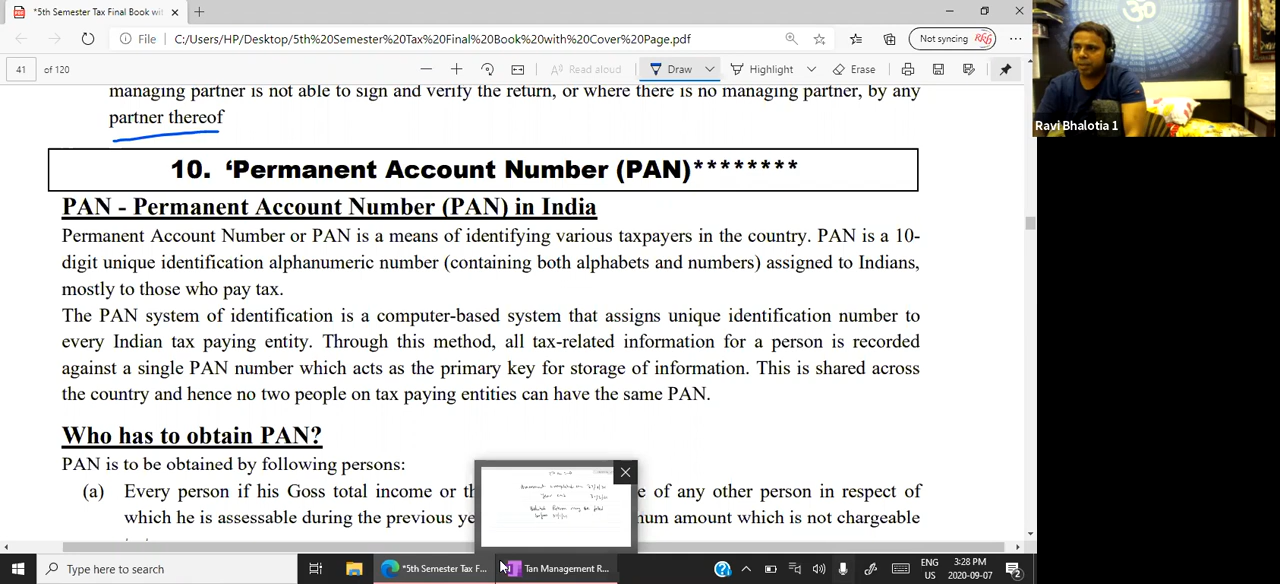 *5th Semester Tax Final Book wit
File
C:/Users/HP/Desktop/5th%20Semester%20Tax%20Final%20Book%20with%20Cover%20Page.pdf
Not syncing
41 of 120
Read aloud
Draw
Highlight
Erase
managing partner is not able to sign and verify the return, or where there is no managing partner, by any
partner thereof
Ravi Bhalotia 1
10. ‘Permanent Account Number (PAN)********
PAN - Permanent Account Number (PAN) in India
Permanent Account Number or PAN is a means of identifying various taxpayers in the country. PAN is a 10-
digit unique identification alphanumeric number (containing both alphabets and numbers) assigned to Indians,
mostly to those who pay tax.
The PAN system of identification is a computer-based system that assigns unique identification number to
every Indian tax paying entity. Through this method, all tax-related information for a person is recorded
against a single PAN number which acts as the primary key for storage of information. This is shared across
the country and hence no two people on tax paying entities can have the same PAN.
Who has to obtain PAN?
PAN is to be obtained by following persons:
(a) Every person if his Goss total income or th e of any other person in respect of
which he is assessable during the previous ye num amount which is not chargeable
Type here to search
*5th Semester Tax F...
Tan Management R...
ENG
US
3:28 PM
2020-09-07